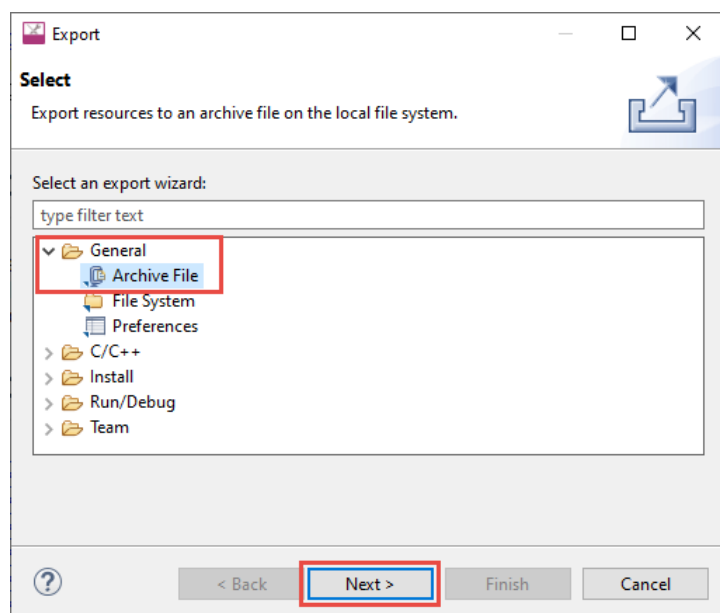 Export
Select
Export resources to an archive file on the local file system.
Select an export wizard:
type filter text
General
Archive File
File System
Preferences
C/C++
Install
Run/Debug
Team
? < Back Next > Finish Cancel